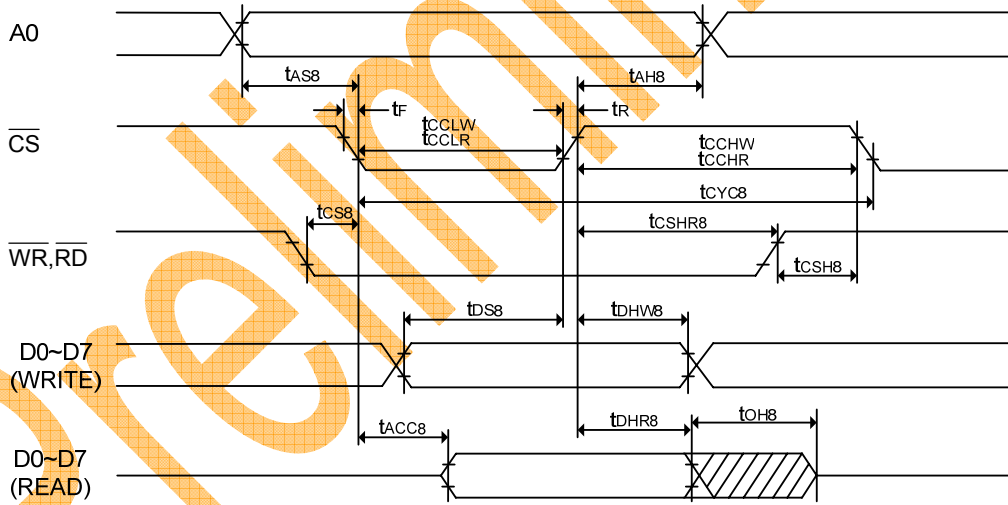 A0
tAS8
tAH8
tF
tR
CS
tCCLW
tCCLR
tCCHW
tCCHR
tCYC8
tCS8
tCSHR8
WR,RD
tCSH8
tDS8
tDHW8
D0~D7
(WRITE)
tACC8
tDHR8
tOH8
D0~D7
(READ)